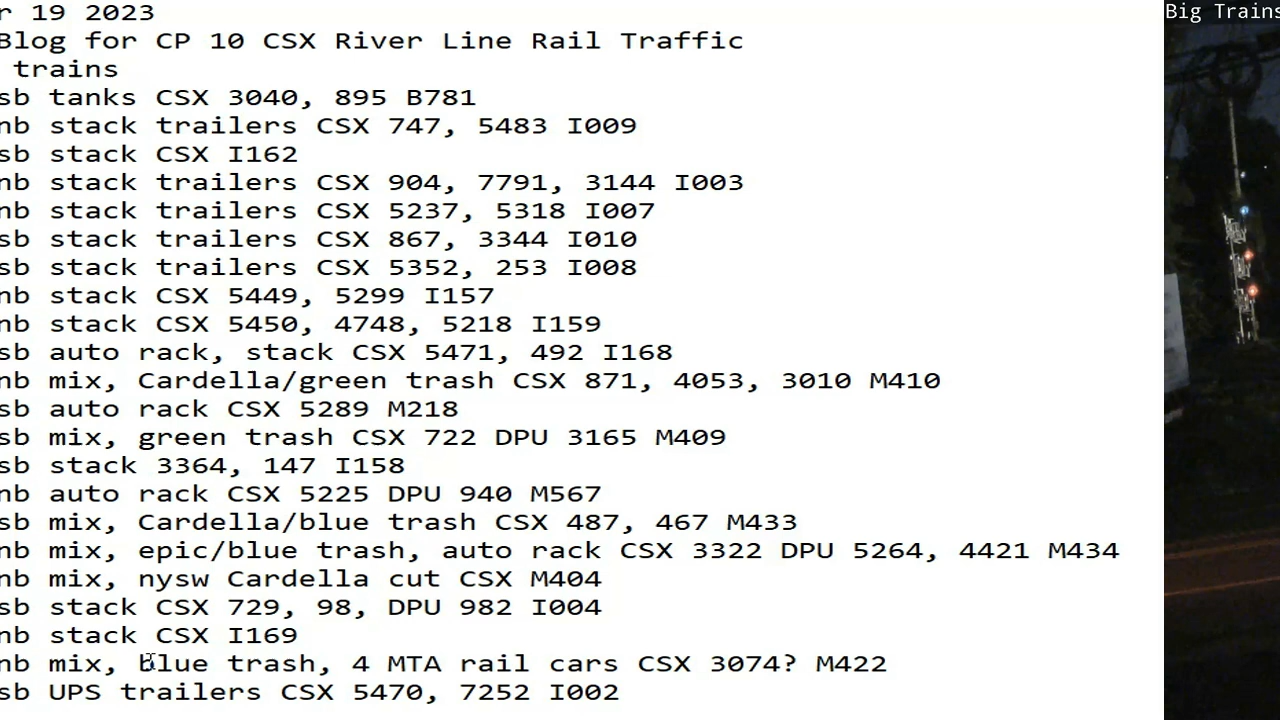 r 19 2023
Blog for CP 10 CSX River Line Rail Traffic
trains
sb tanks CSX 3040, 895 B781
nb stack trailers CSX 747, 5483 I009
sb stack CSX I162
nb stack trailers CSX 904, 7791, 3144 I003
nb stack trailers CSX 5237, 5318 I007
sb stack trailers CSX 867, 3344 I010
sb stack trailers CSX 5352, 253 I008
nb stack CSX 5449, 5299 I157
nb stack CSX 5450, 4748, 5218 I159
sb auto rack, stack CSX 5471, 492 I168
nb mix, Cardella/green trash CSX 871, 4053, 3010 M410
sb auto rack CSX 5289 M218
sb mix, green trash CSX 722 DPU 3165 M409
sb stack 3364, 147 I158
nb auto rack CSX 5225 DPU 940 M567
sb mix, Cardella/blue trash CSX 487, 467 M433
nb mix, epic/blue trash, auto rack CSX 3322 DPU 5264, 4421 M434
nb mix, nysw Cardella cut CSX M404
sb stack CSX 729, 98, DPU 982 I004
nb stack CSX I169
nb mix, blue trash, 4 MTA rail cars CSX 3074? M422
sb UPS trailers CSX 5470, 7252 I002
Big Trains